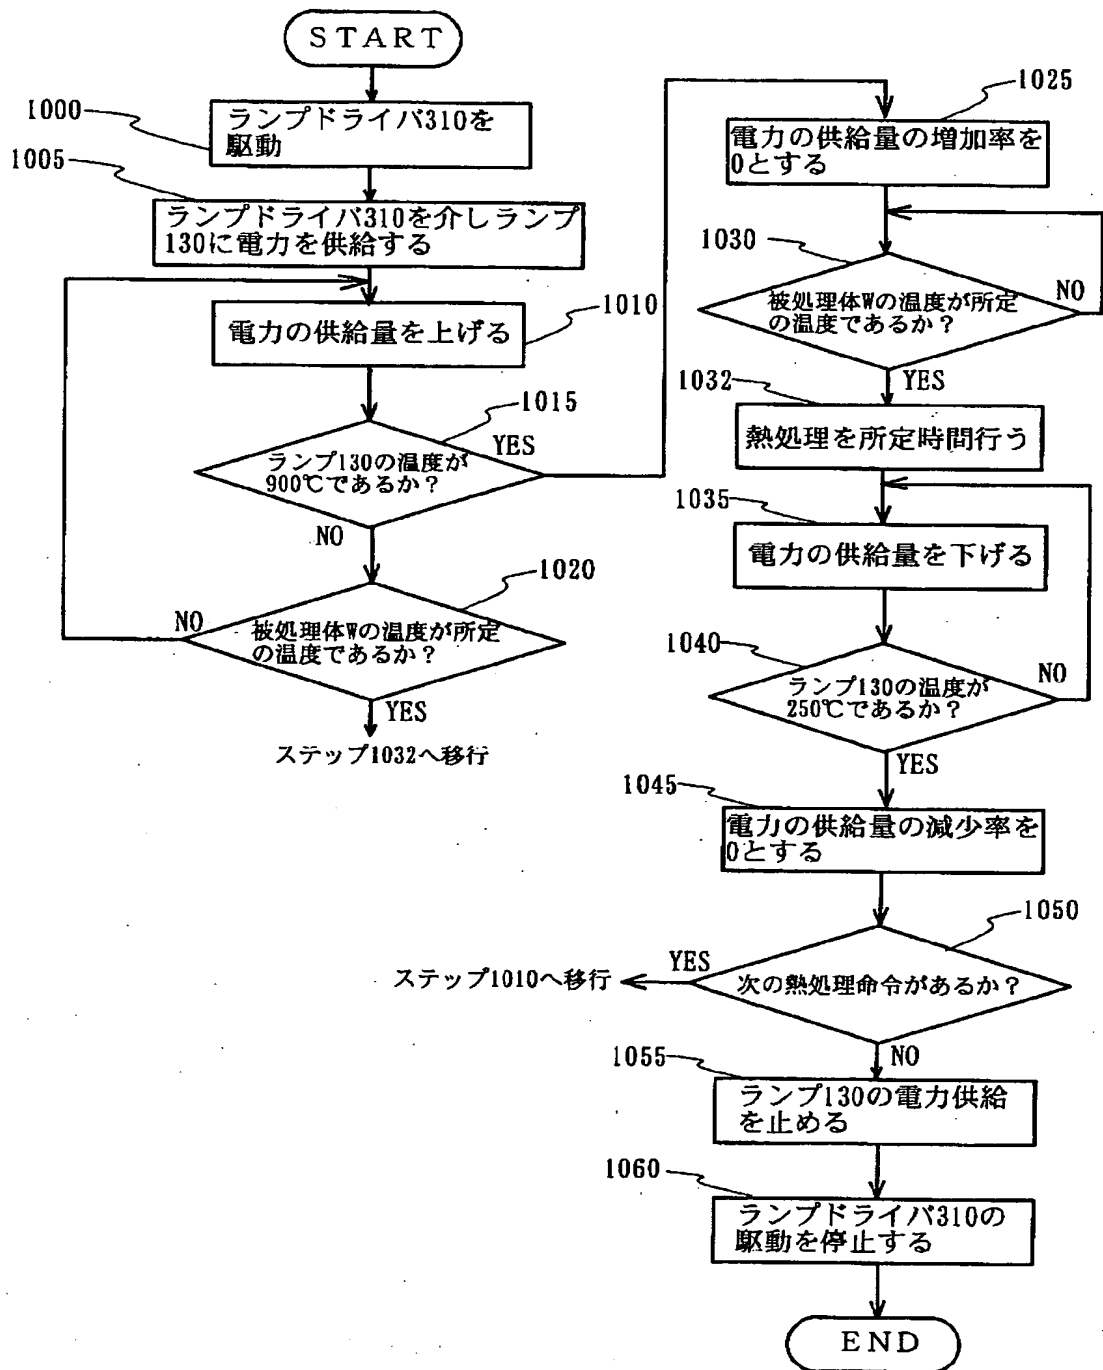 START
1000
ランプドライバ310を
駆動
1005
ランプドライバ310を介しランプ
130に電力を供給する
1010
電力の供給量を上げる
1015
YES
ランプ130の温度が
900℃であるか?
NO
1020
NO
被処理体Wの温度が所定
の温度であるか?
YES
ステップ1032へ移行
1025
電力の供給量の増加率を
0とする
1030
NO
被処理体Wの温度が所定
の温度であるか?
YES
1032
熱処理を所定時間行う
1035
電力の供給量を下げる
1040
NO
ランプ130の温度が
250℃であるか?
YES
1045
電力の供給量の減少率を
0とする
1050
YES
ステップ1010へ移行
次の熱処理命令があるか?
NO
1055
ランプ130の電力供給
を止める
1060
ランプドライバ310の
駆動を停止する
END